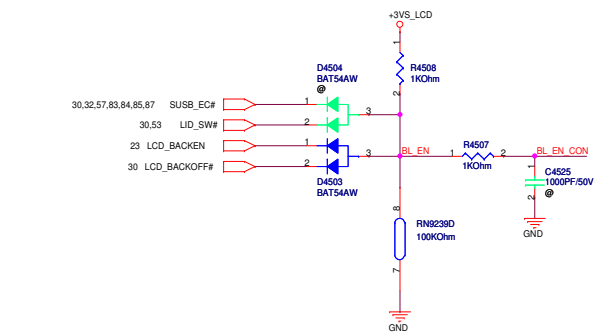 +3VS_LCD
1
R4508
1KOhm
2
D4504
BAT54AW
@
30,32,57,83,84,85,87 SUSB_EC# 1
3
30,53 LID_SW# 2
23 LCD_BACKEN 1
3
BL_EN
1 R4507 2
1KOhm
BL_EN_CON
30 LCD_BACKOFF# 2
D4503
BAT54AW
1
C4525
1000PF/50V
2
@
GND
8
RN9239D
100KOhm
7
GND